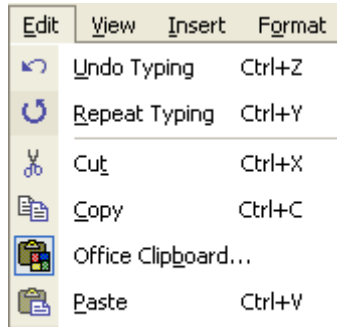 Edit View Insert Format
Undo Typing Ctrl+Z
Repeat Typing Ctrl+Y
Cut Ctrl+X
Copy Ctrl+C
Office Clipboard...
Paste Ctrl+V